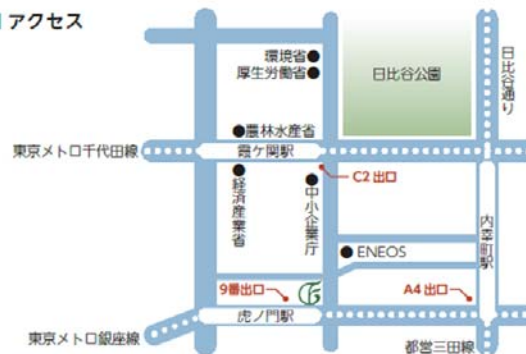 アクセス
環境省
厚生労働省
日比谷公園
日比谷通り
農林水産省
東京メトロ千代田線
霞ケ関駅
C2 出口
経済産業省
中小企業庁
内幸町駅
ENEOS
9番出口
A4 出口
虎ノ門駅
東京メトロ銀座線
都営三田線